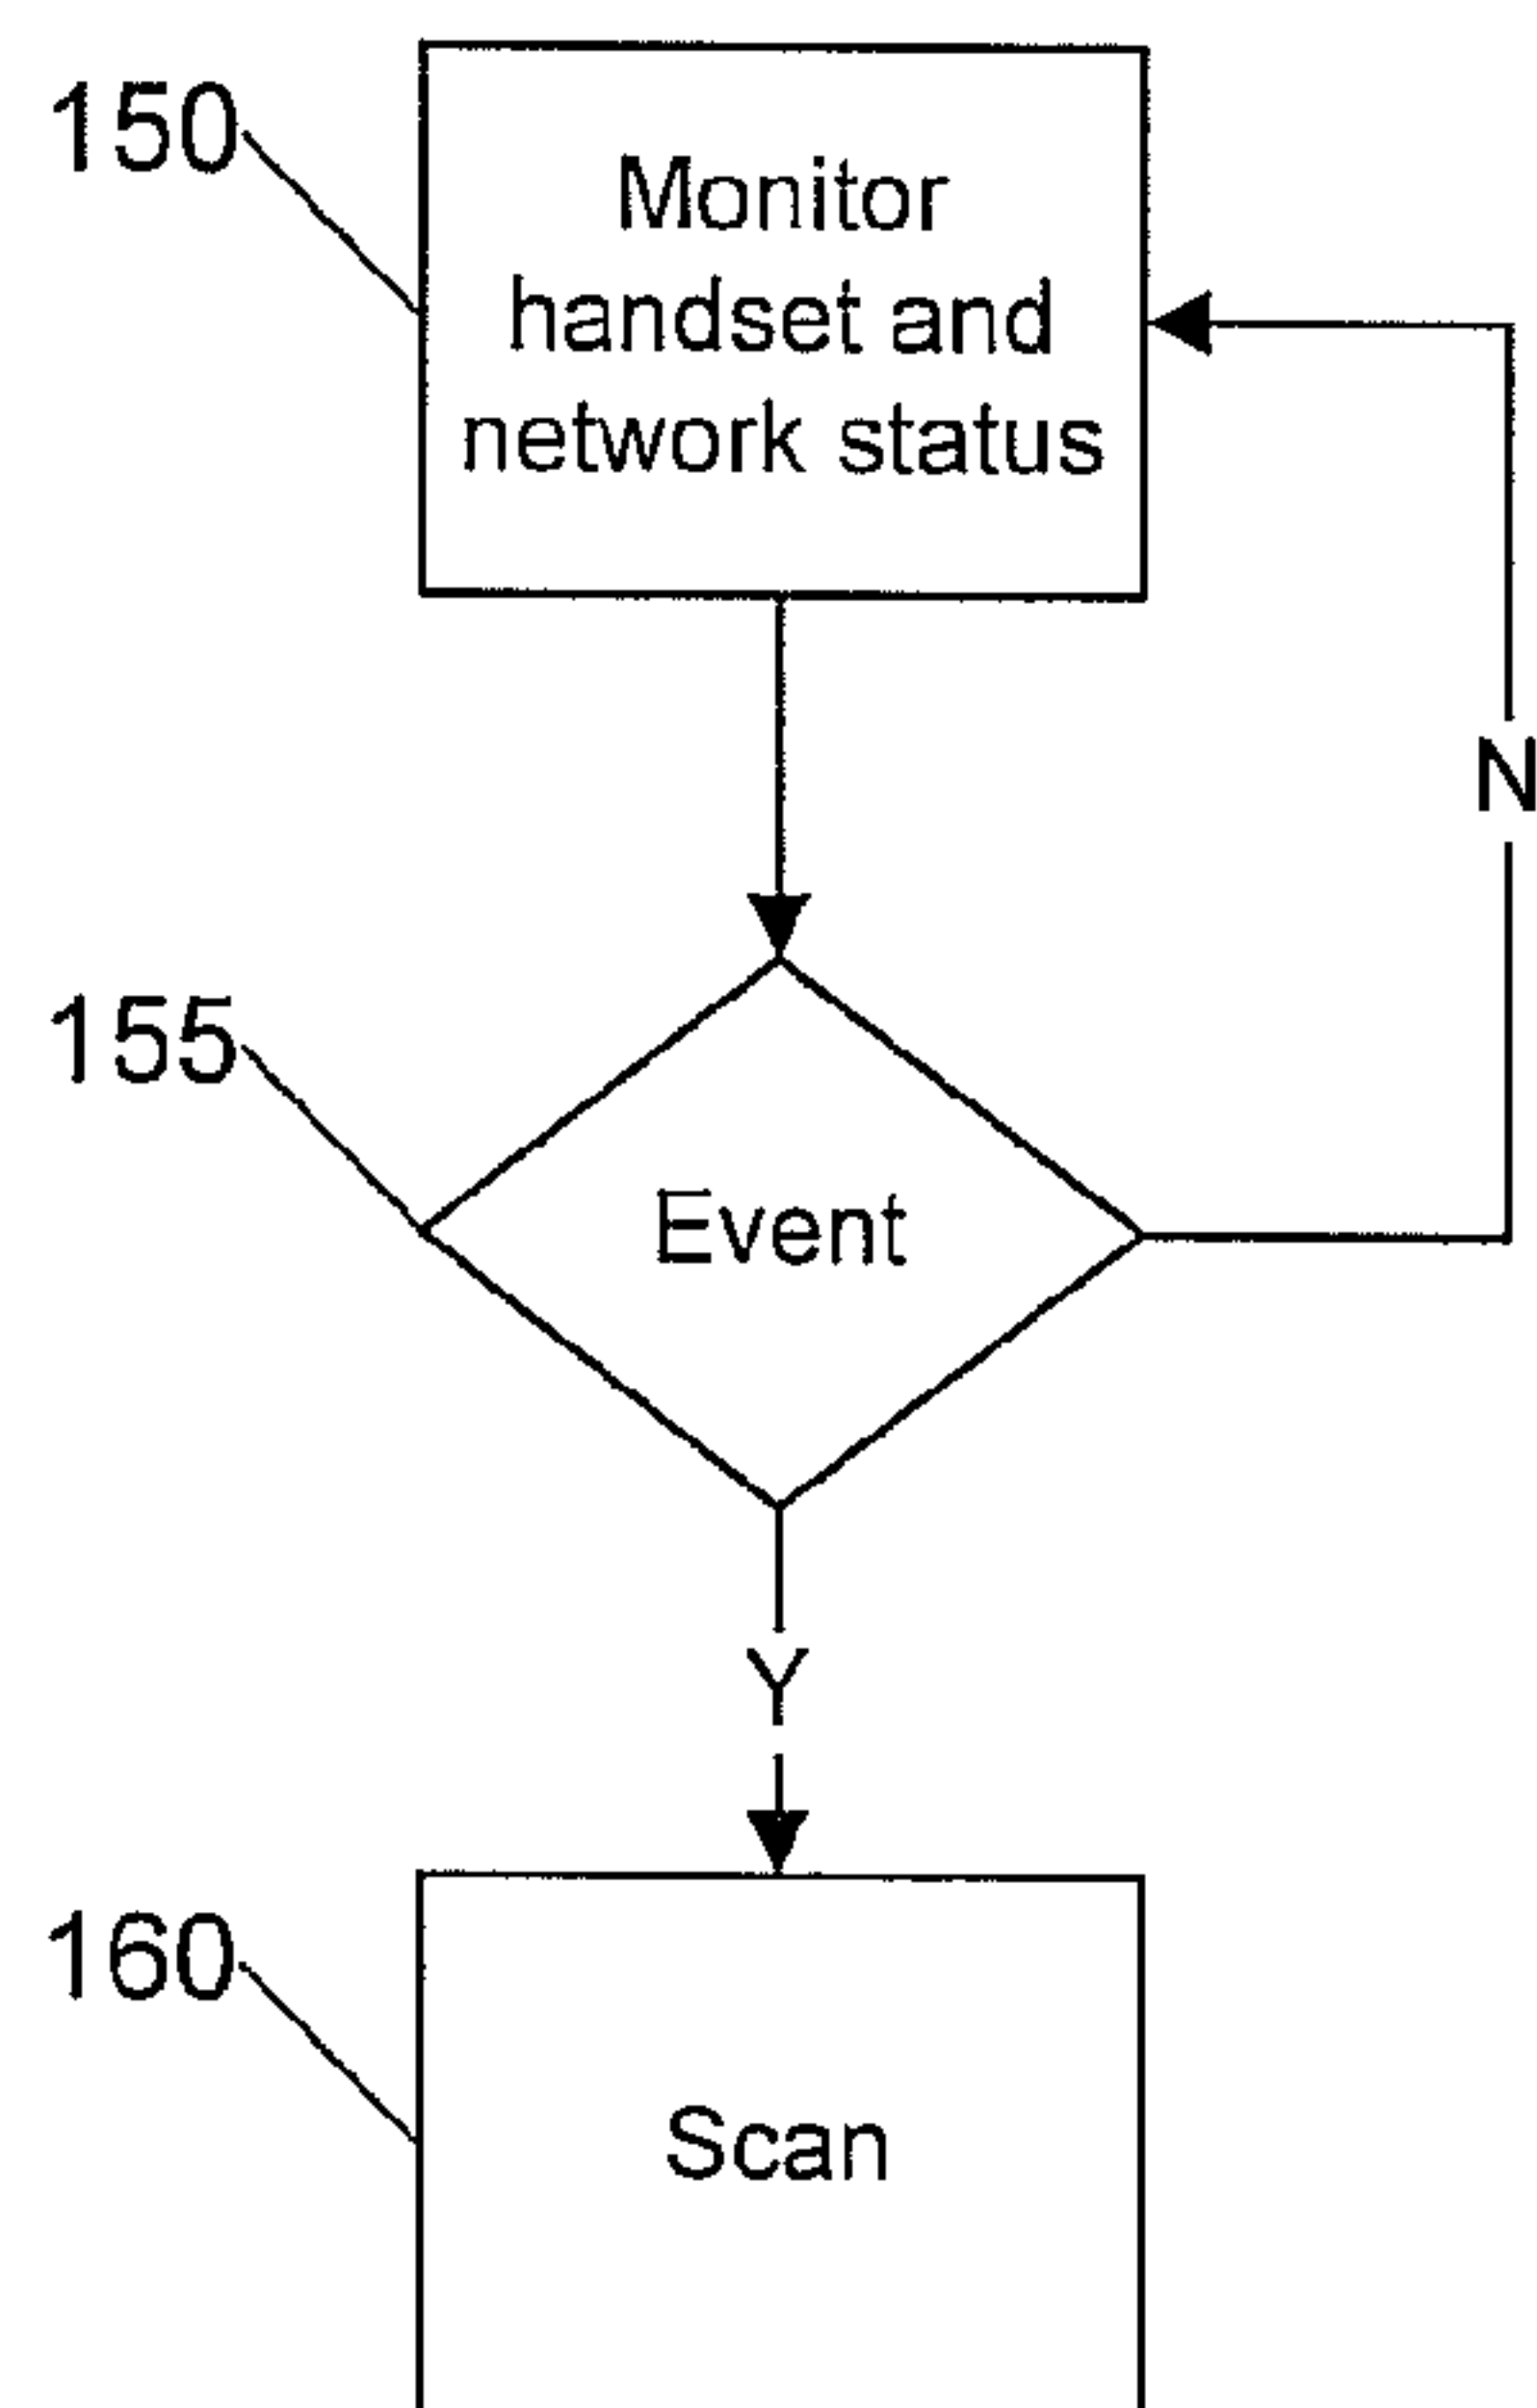 150
Monitor
handset and
network status
N
155
Event
Y
160
Scan